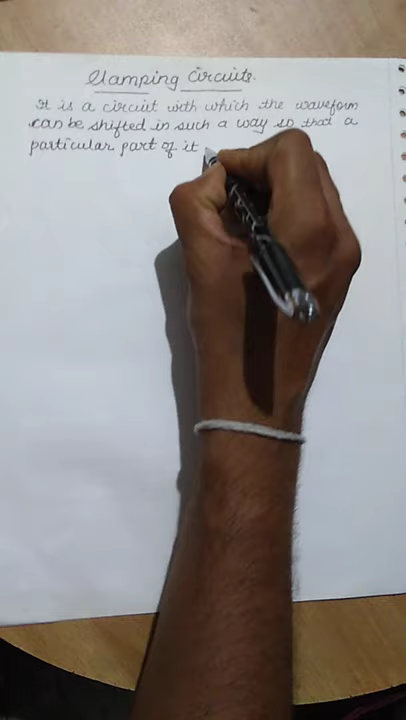 Clamping Circuits.
It is a circuit with which the waveform
can be shifted in such a way so that a
particular part of it